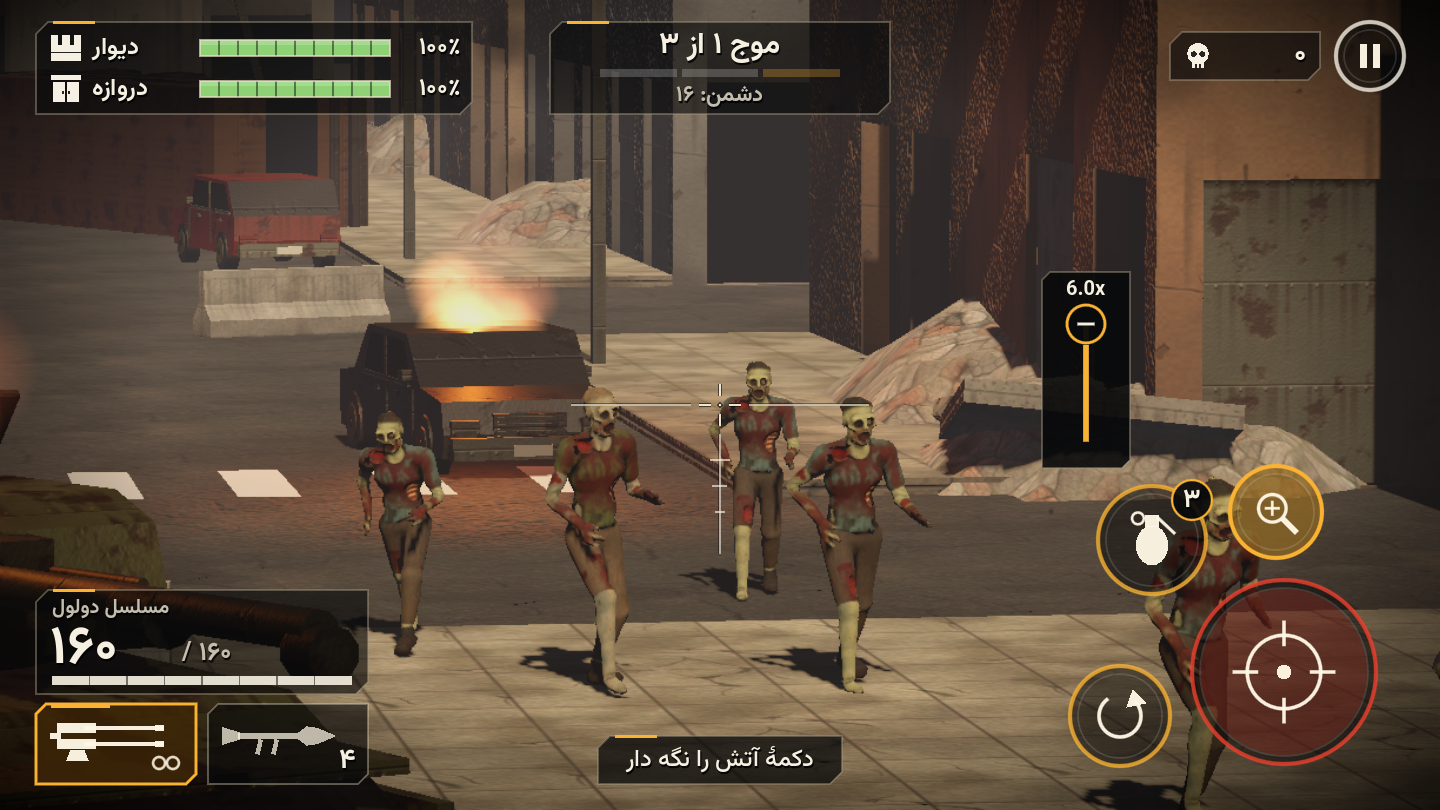 دیوار ۱۰۰٪
دروازه ۱۰۰٪
موج ۱ از ۳
دشمن: ۱۶
۰
6.0x
۳
مسلسل دولول
۱۶۰ / ۱۶۰
∞
۴
دکمهٔ آتش را نگه دار